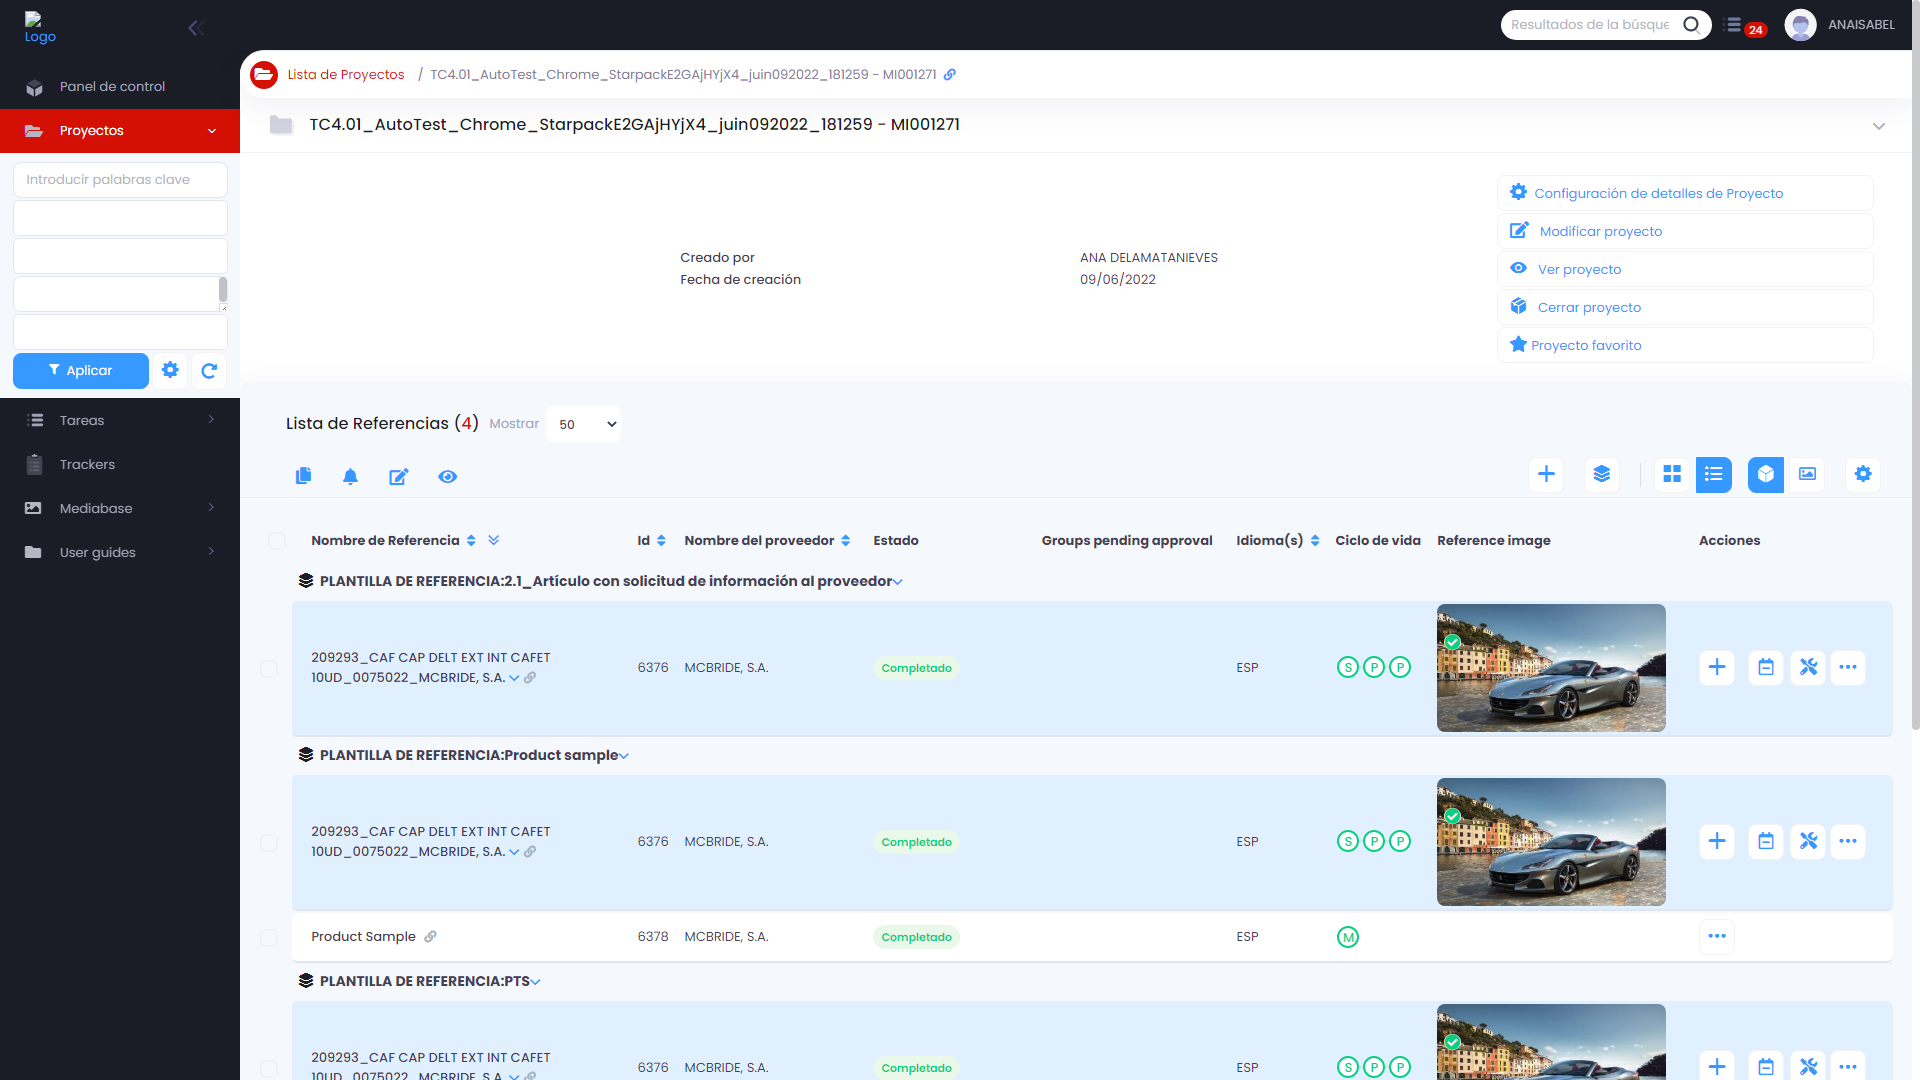 Logo
Resultados de la búsque
24
ANAISABEL
Panel de control
Proyectos
Introducir palabras clave
Aplicar
Tareas
Trackers
Mediabase
User guides
Lista de Proyectos / TC4.01_AutoTest_Chrome_StarpackE2GAjHYjX4_juin092022_181259 - MI001271
TC4.01_AutoTest_Chrome_StarpackE2GAjHYjX4_juin092022_181259 - MI001271
Creado por ANA DELAMATANIEVES
Fecha de creación 09/06/2022
Configuración de detalles de Proyecto
Modificar proyecto
Ver proyecto
Cerrar proyecto
Proyecto favorito
Lista de Referencias (4) Mostrar 50
Nombre de Referencia Id Nombre del proveedor Estado Groups pending approval Idioma(s) Ciclo de vida Reference image Acciones
PLANTILLA DE REFERENCIA:2.1_Artículo con solicitud de información al proveedor
209293_CAF CAP DELT EXT INT CAFET
10UD_0075022_MCBRIDE, S.A.
6376 MCBRIDE, S.A. Completado ESP S P P
PLANTILLA DE REFERENCIA:Product sample
209293_CAF CAP DELT EXT INT CAFET
10UD_0075022_MCBRIDE, S.A.
6376 MCBRIDE, S.A. Completado ESP S P P
Product Sample 6378 MCBRIDE, S.A. Completado ESP M
PLANTILLA DE REFERENCIA:PTS
209293_CAF CAP DELT EXT INT CAFET
10UD_0075022_MCBRIDE, S.A.
6376 MCBRIDE, S.A. Completado ESP S P P